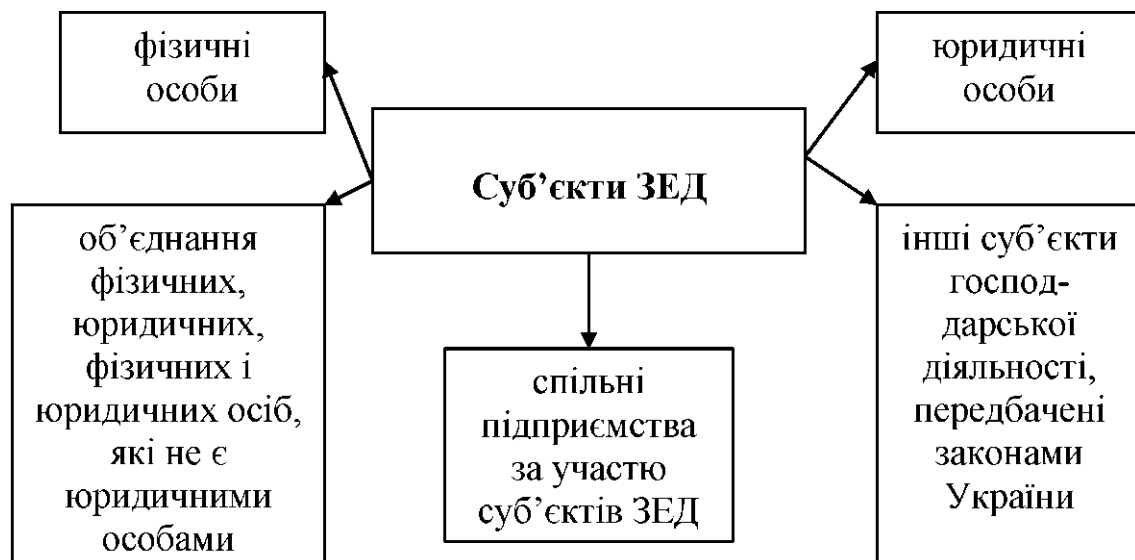 фізичні
особи
юридичні
особи
Суб’єкти ЗЕД
об’єднання
фізичних,
юридичних,
фізичних і
юридичних осіб,
які не є
юридичними
особами
спільні
підприємства
за участю
суб’єктів ЗЕД
інші суб’єкти
господ-
дарської
діяльності,
передбачені
законами
України